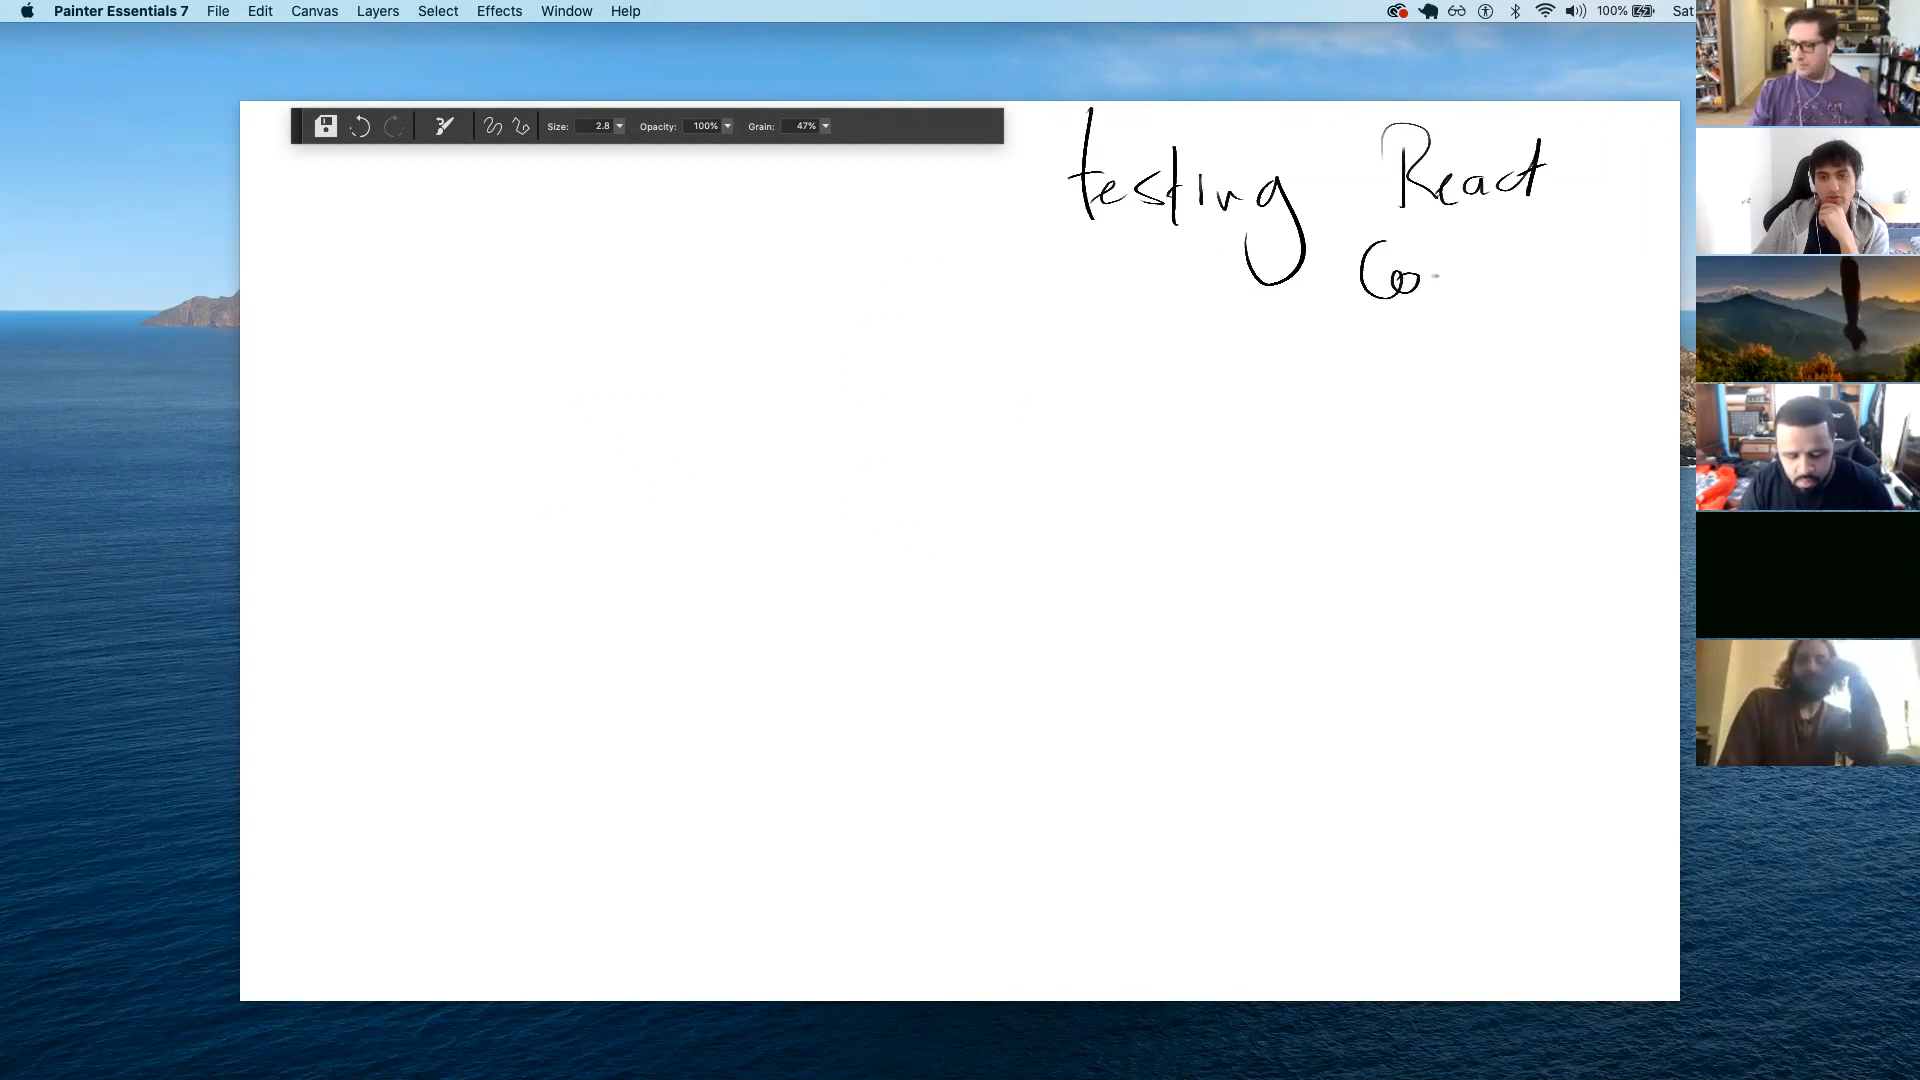 Painter Essentials 7 File Edit Canvas Layers Select Effects Window Help 100% Sat
Size: 2.8 Opacity: 100% Grain: 47%
testing React
Co